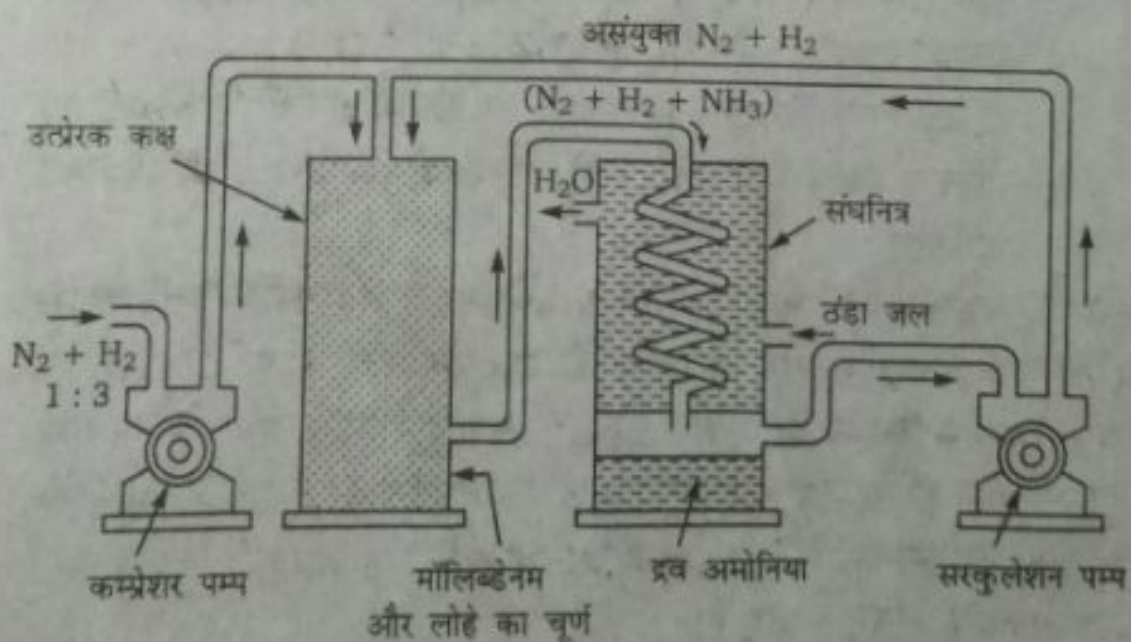 असंयुक्त N₂ + H₂
(N₂ + H₂ + NH₃)
उत्प्रेरक कक्ष
H₂O
संघनित्र
ठंडा जल
N₂ + H₂
1 : 3
कम्प्रेशर पम्प
मॉलिब्डेनम
और लोहे का चूर्ण
द्रव अमोनिया
सरकुलेशन पम्प